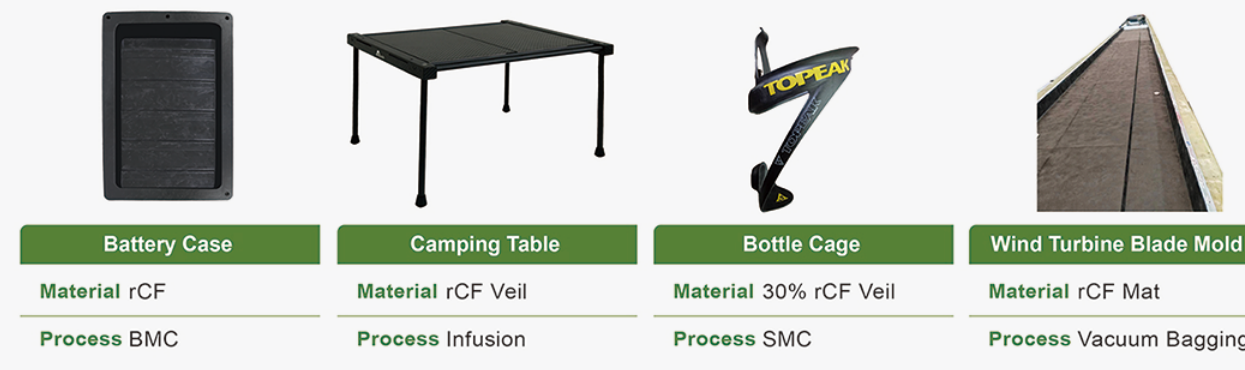 TOPEAK
TOPEAK
Battery Case
Camping Table
Bottle Cage
Wind Turbine Blade Mold
Material rCF
Material rCF Veil
Material 30% rCF Veil
Material rCF Mat
Process BMC
Process Infusion
Process SMC
Process Vacuum Bagging